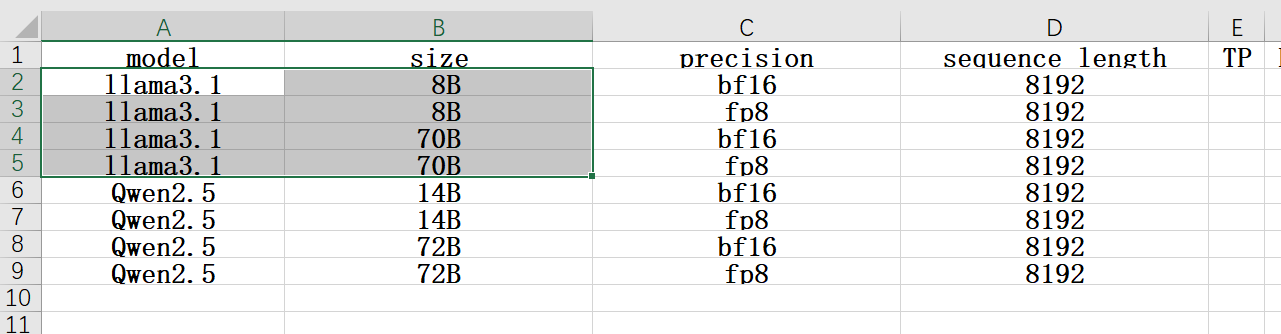 A B C D E
1 model size precision sequence length TP
2 llama3.1 8B bf16 8192
3 llama3.1 8B fp8 8192
4 llama3.1 70B bf16 8192
5 llama3.1 70B fp8 8192
6 Qwen2.5 14B bf16 8192
7 Qwen2.5 14B fp8 8192
8 Qwen2.5 72B bf16 8192
9 Qwen2.5 72B fp8 8192
10
11